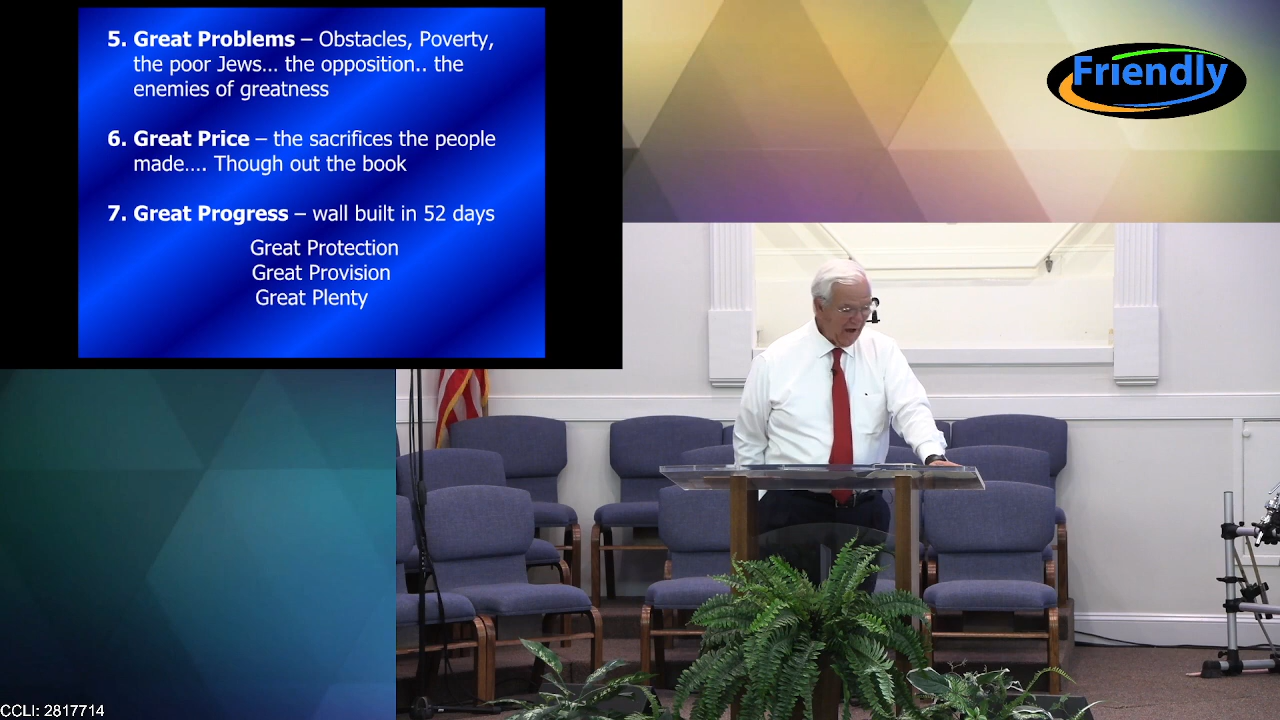 5. Great Problems – Obstacles, Poverty,
the poor Jews... the opposition.. the
enemies of greatness
6. Great Price – the sacrifices the people
made.... Though out the book
7. Great Progress – wall built in 52 days
Great Protection
Great Provision
Great Plenty
Friendly
CCLI: 2817714